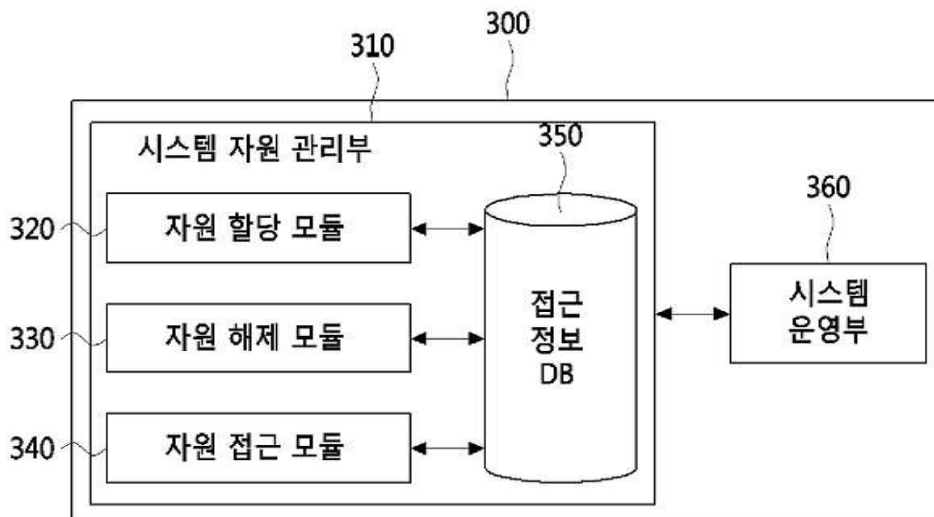 300
310
시스템 자원 관리부
350
360
320
자원 할당 모듈
330
자원 해제 모듈
340
자원 접근 모듈
접근
정보
DB
시스템
운영부